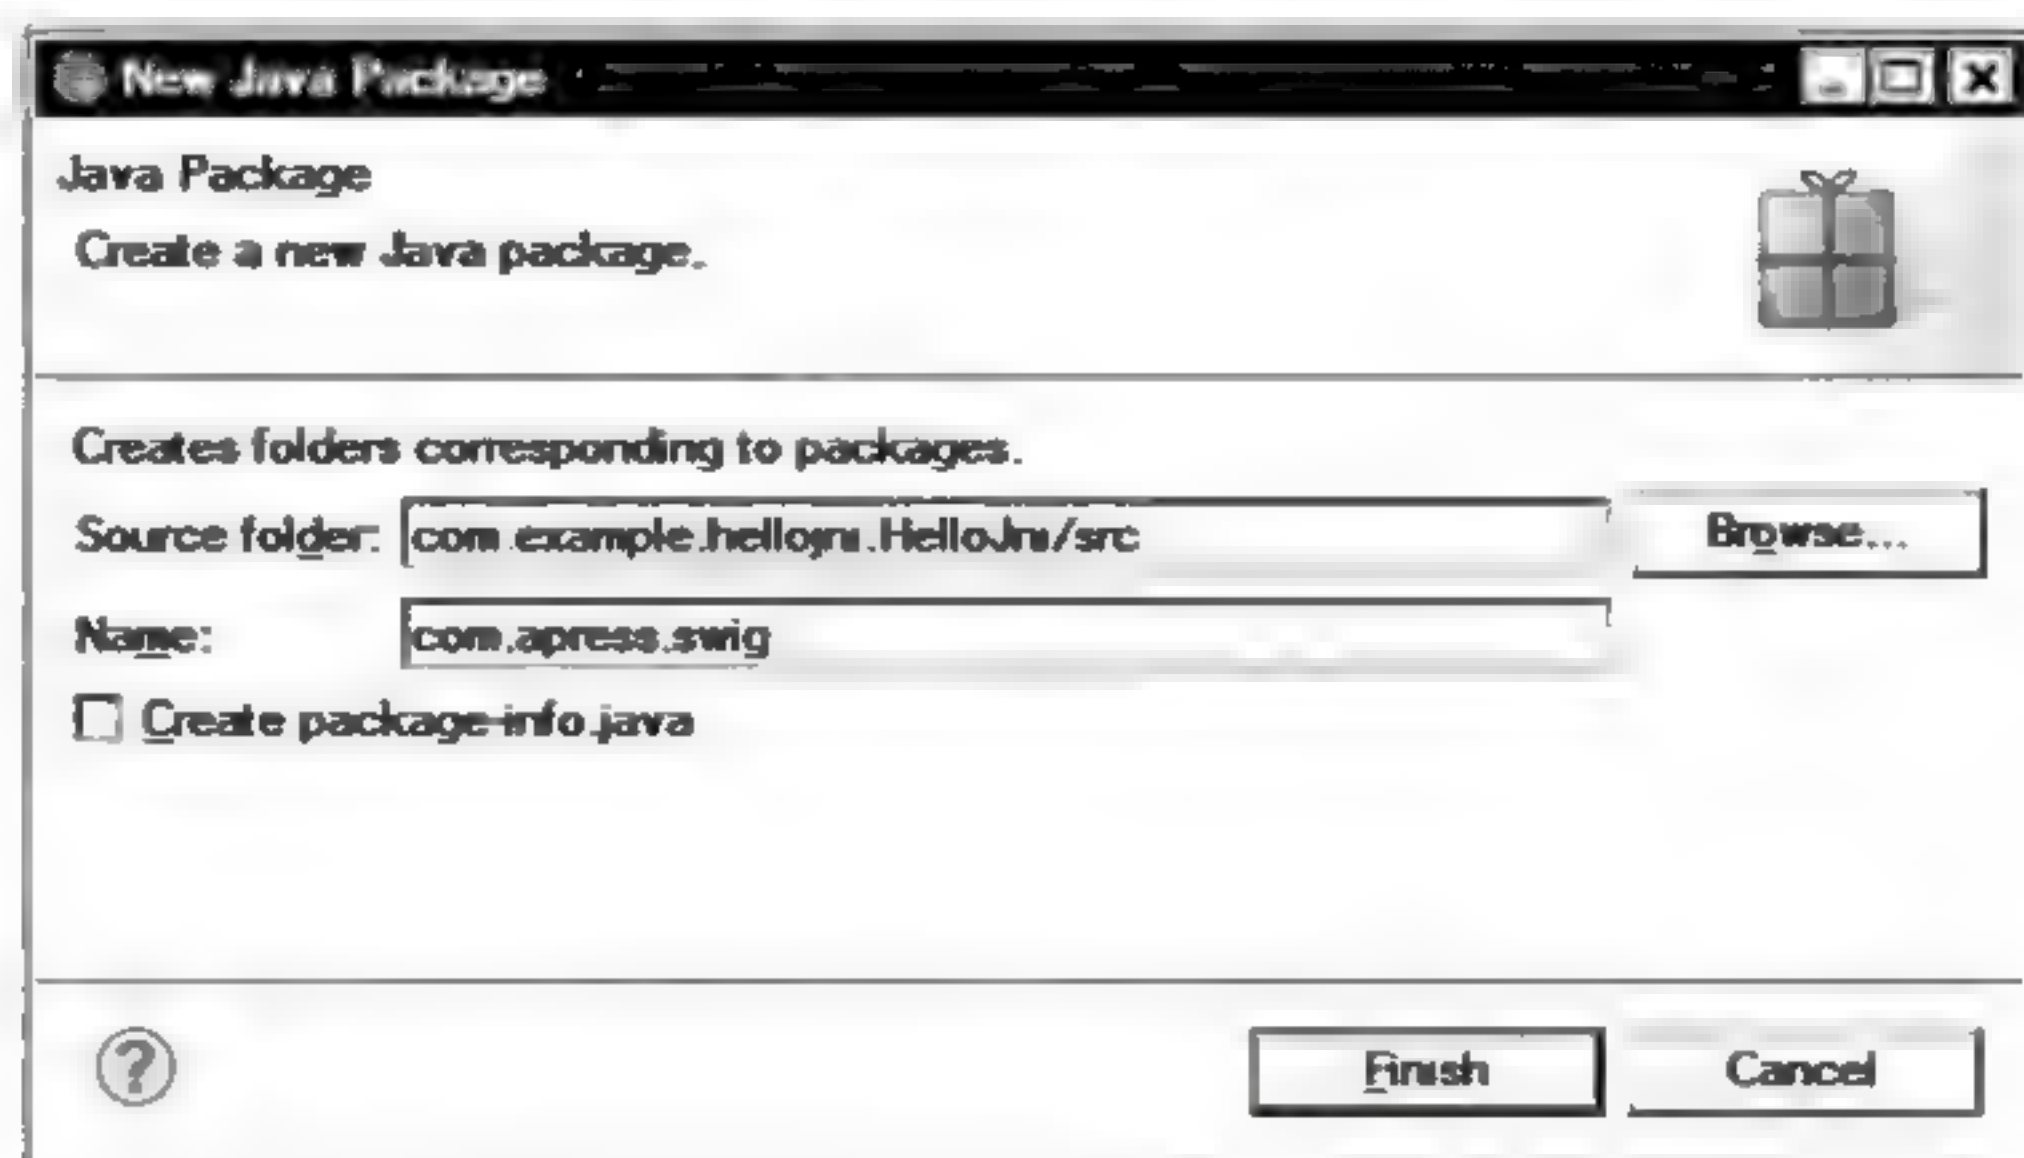 New Java Package
Java Package
Create a new Java package.
Creates folders corresponding to packages.
Source folder: com.example.hellojni.HelloJni/src Browse...
Name: com.apress.swig
Create package-info.java
? Finish Cancel